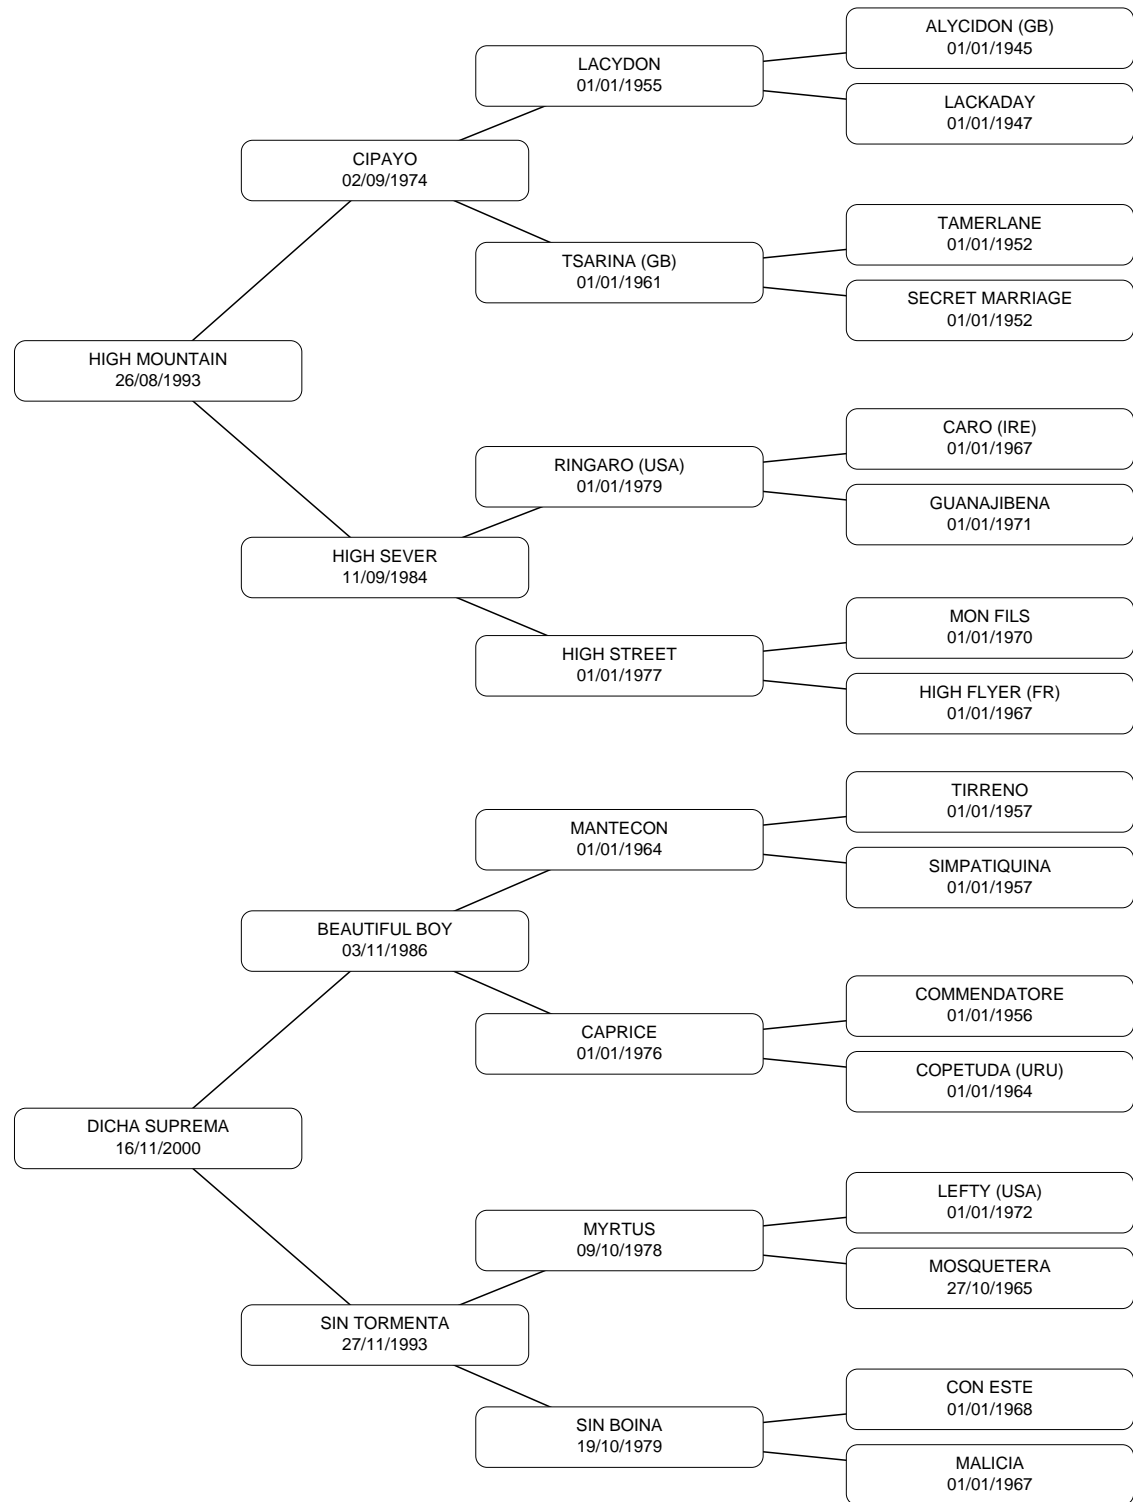 ALYCIDON (GB)
01/01/1945
LACYDON
01/01/1955
LACKADAY
01/01/1947
CIPAYO
02/09/1974
TAMERLANE
01/01/1952
TSARINA (GB)
01/01/1961
SECRET MARRIAGE
01/01/1952
HIGH MOUNTAIN
26/08/1993
CARO (IRE)
01/01/1967
RINGARO (USA)
01/01/1979
GUANAJIBENA
01/01/1971
HIGH SEVER
11/09/1984
MON FILS
01/01/1970
HIGH STREET
01/01/1977
HIGH FLYER (FR)
01/01/1967
TIRRENO
01/01/1957
MANTECON
01/01/1964
SIMPATIQUINA
01/01/1957
BEAUTIFUL BOY
03/11/1986
COMMENDATORE
01/01/1956
CAPRICE
01/01/1976
COPETUDA (URU)
01/01/1964
DICHA SUPREMA
16/11/2000
LEFTY (USA)
01/01/1972
MYRTUS
09/10/1978
MOSQUETERA
27/10/1965
SIN TORMENTA
27/11/1993
CON ESTE
01/01/1968
SIN BOINA
19/10/1979
MALICIA
01/01/1967